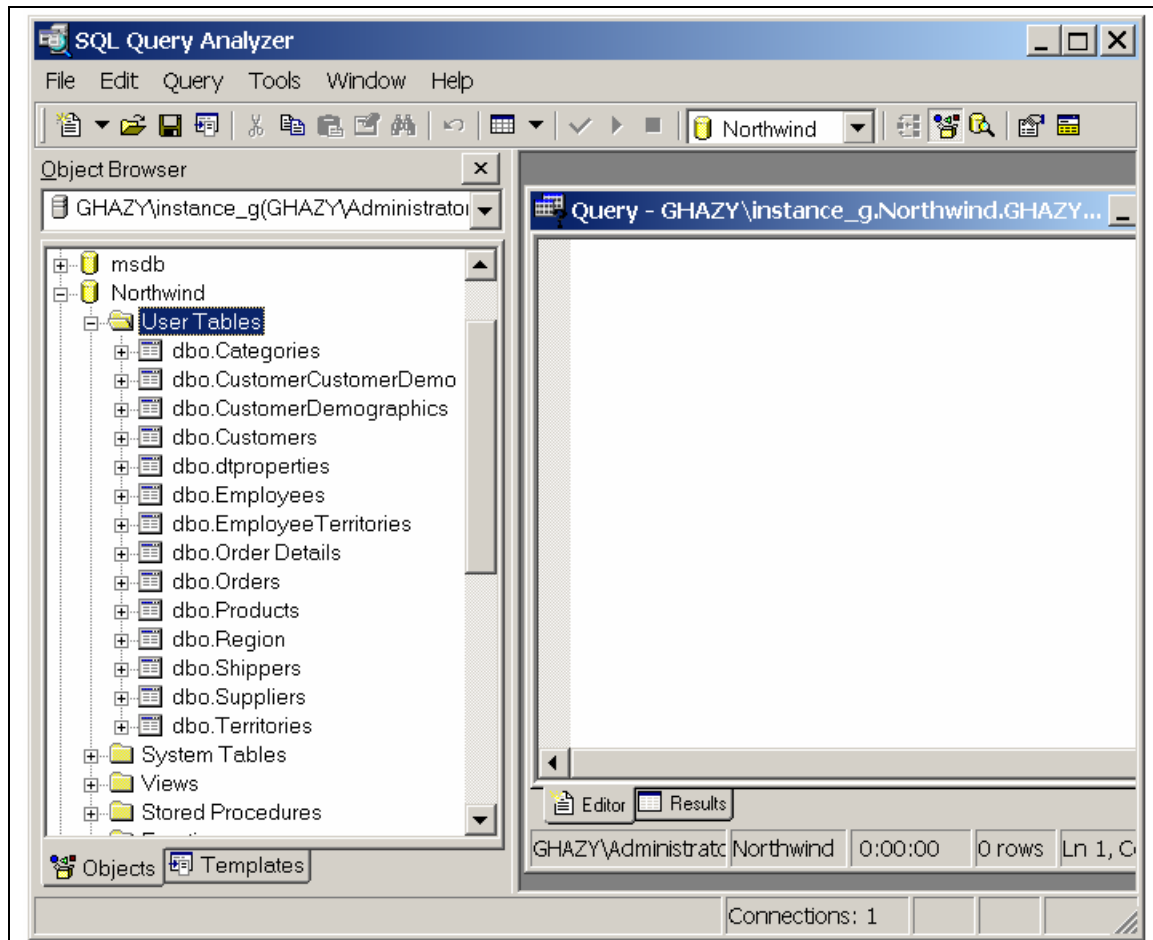 SQL Query Analyzer
File Edit Query Tools Window Help
Northwind
Object Browser
GHAZY\instance_g(GHAZY\Administrator
Query - GHAZY\instance_g.Northwind.GHAZY...
msdb
Northwind
User Tables
dbo.Categories
dbo.CustomerCustomerDemo
dbo.CustomerDemographics
dbo.Customers
dbo.dtproperties
dbo.Employees
dbo.EmployeeTerritories
dbo.Order Details
dbo.Orders
dbo.Products
dbo.Region
dbo.Shippers
dbo.Suppliers
dbo.Territories
System Tables
Views
Stored Procedures
Editor Results
GHAZY\Administratc Northwind 0:00:00 0 rows Ln 1, C
Objects Templates
Connections: 1